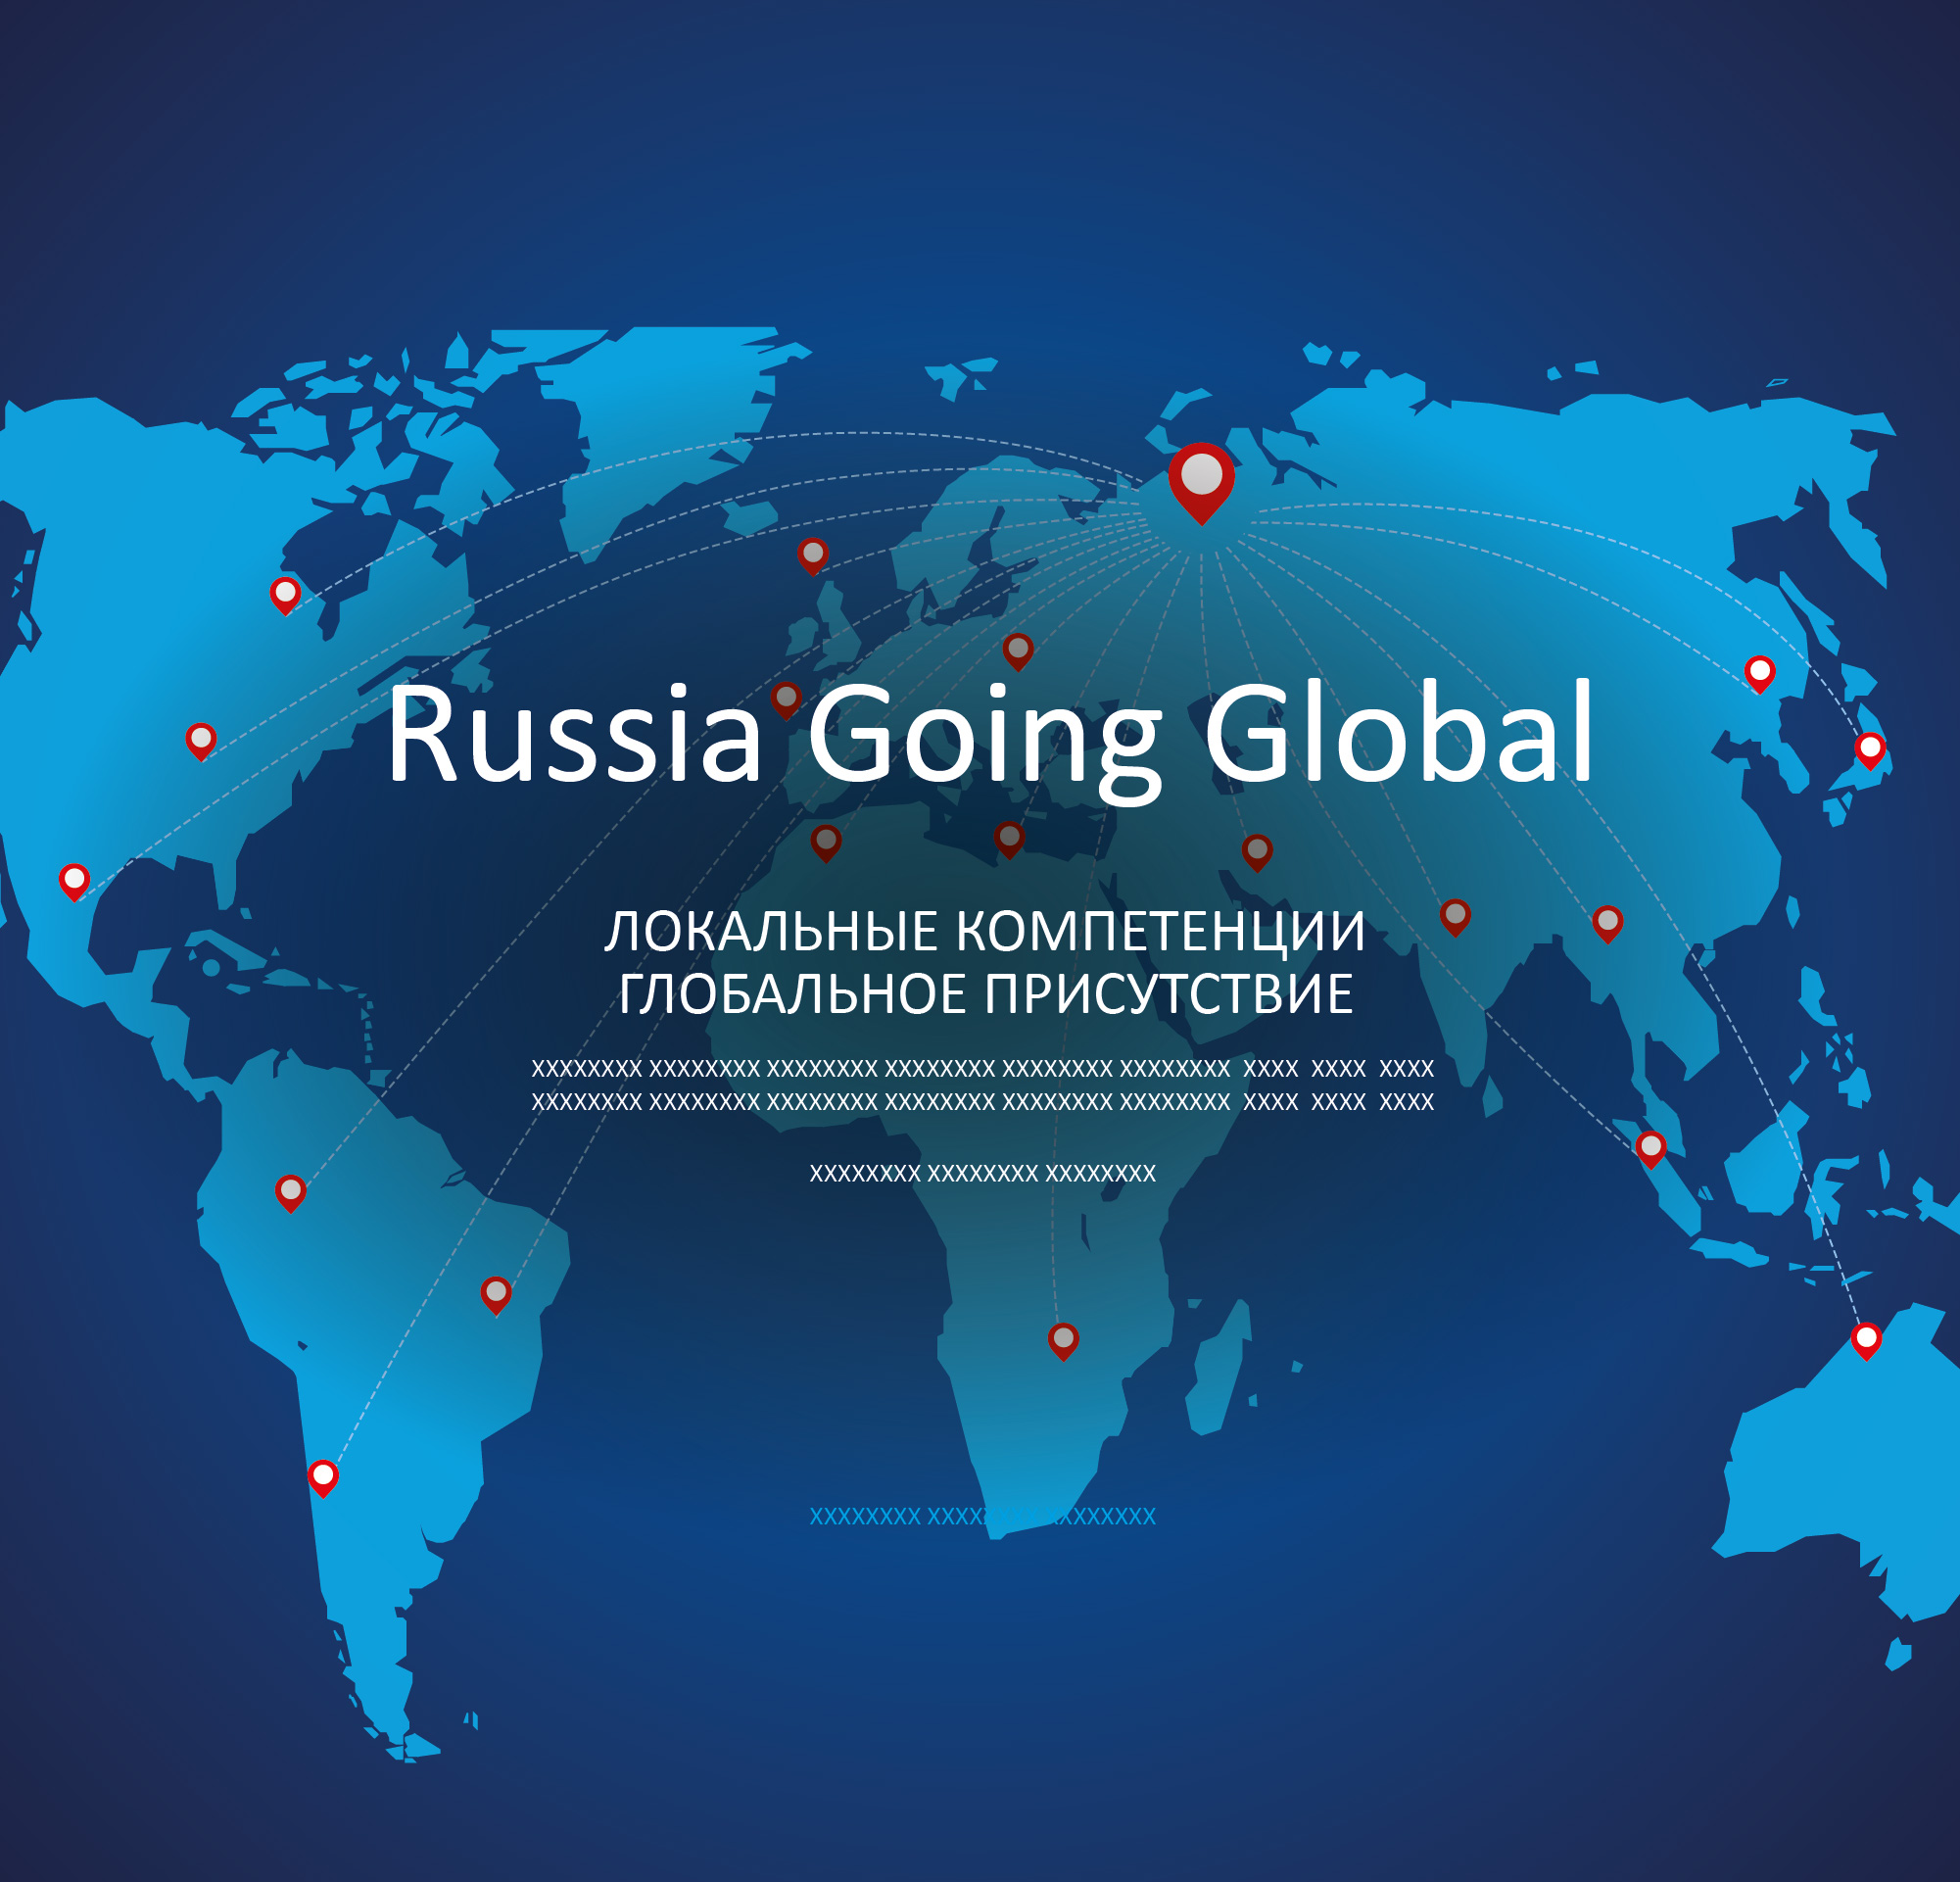 Russia Going Global
ЛОКАЛЬНЫЕ КОМПЕТЕНЦИИ
ГЛОБАЛЬНОЕ ПРИСУТСТВИЕ
XXXXXXXX XXXXXXXX XXXXXXXX XXXXXXXX XXXXXXXX XXXXXXXX XXXX XXXX XXXX
XXXXXXXX XXXXXXXX XXXXXXXX XXXXXXXX XXXXXXXX XXXXXXXX XXXX XXXX XXXX
XXXXXXXX XXXXXXXX XXXXXXXX
XXXXXXXX XXXXXXXX XXXXXXXX